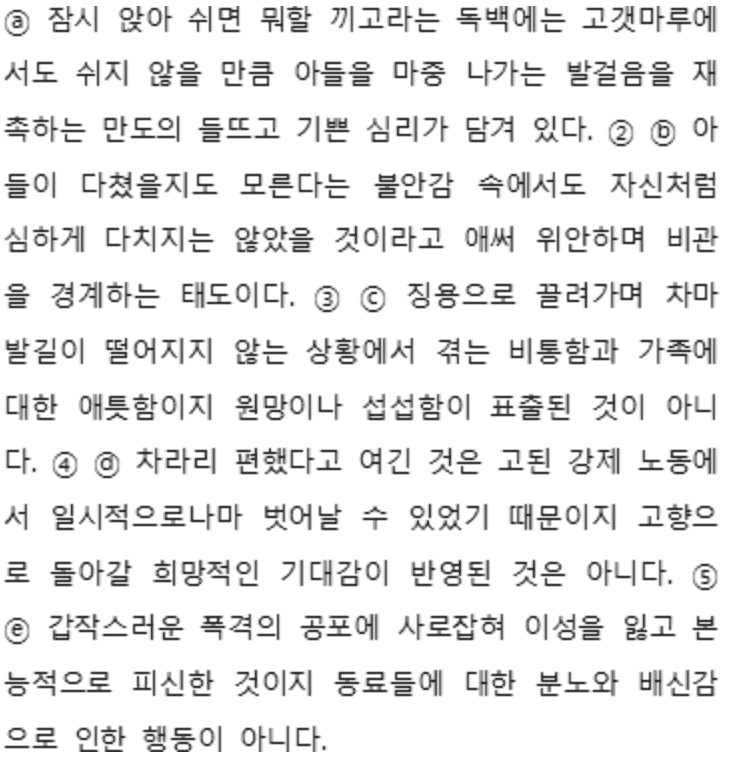 ⓐ 잠시 앉아 쉬면 뭐할 끼고라는 독백에는 고갯마루에
서도 쉬지 않을 만큼 아들을 마중 나가는 발걸음을 재
촉하는 만도의 들뜨고 기쁜 심리가 담겨 있다. ② ⓑ 아
들이 다쳤을지도 모른다는 불안감 속에서도 자신처럼
심하게 다치지는 않았을 것이라고 애써 위안하며 비관
을 경계하는 태도이다. ③ ⓒ 징용으로 끌려가며 차마
발길이 떨어지지 않는 상황에서 겪는 비통함과 가족에
대한 애틋함이지 원망이나 섭섭함이 표출된 것이 아니
다. ④ ⓓ 차라리 편했다고 여긴 것은 고된 강제 노동에
서 일시적으로나마 벗어날 수 있었기 때문이지 고향으
로 돌아갈 희망적인 기대감이 반영된 것은 아니다. ⑤
ⓔ 갑작스러운 폭격의 공포에 사로잡혀 이성을 잃고 본
능적으로 피신한 것이지 동료들에 대한 분노와 배신감
으로 인한 행동이 아니다.